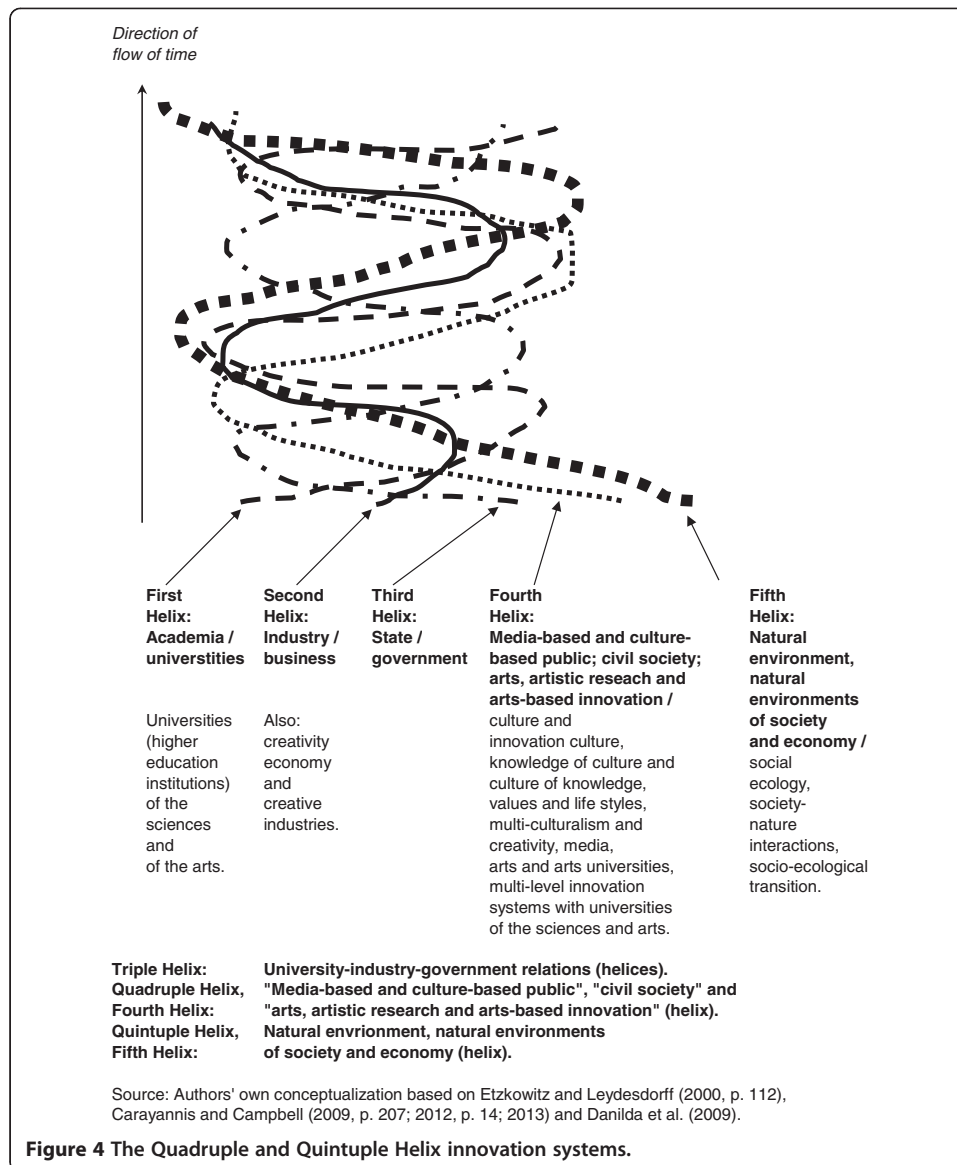 Direction of
flow of time
First
Helix:
Academia /
universtities
Universities
(higher
education
institutions)
of the
sciences
and
of the arts.
Second
Helix:
Industry /
business
Also:
creativity
economy
and
creative
industries.
Third
Helix:
State /
government
Fourth
Helix:
Media-based and culture-
based public; civil society;
arts, artistic reseach and
arts-based innovation /
culture and
innovation culture,
knowledge of culture and
culture of knowledge,
values and life styles,
multi-culturalism and
creativity, media,
arts and arts universities,
multi-level innovation
systems with universities
of the sciences and arts.
Fifth
Helix:
Natural
environment,
natural
environments
of society
and economy /
social
ecology,
society-
nature
interactions,
socio-ecological
transition.
Triple Helix: University-industry-government relations (helices).
Quadruple Helix, "Media-based and culture-based public", "civil society" and
Fourth Helix: "arts, artistic research and arts-based innovation" (helix).
Quintuple Helix, Natural envrionment, natural environments
Fifth Helix: of society and economy (helix).
Source: Authors' own conceptualization based on Etzkowitz and Leydesdorff (2000, p. 112),
Carayannis and Campbell (2009, p. 207; 2012, p. 14; 2013) and Danilda et al. (2009).
Figure 4 The Quadruple and Quintuple Helix innovation systems.